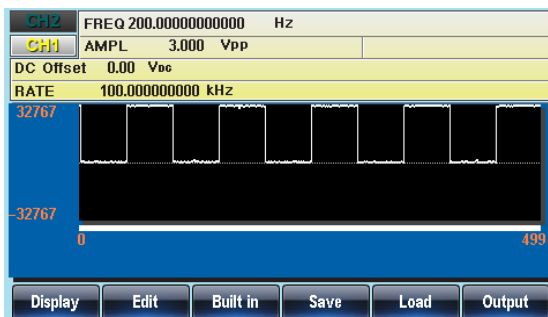 CH2 FREQ 200.00000000000 Hz
CH1 AMPL 3.000 Vpp
DC Offset 0.00 VDC
RATE 100.000000000 kHz
32767
-32767
0 499
Display Edit Built in Save Load Output